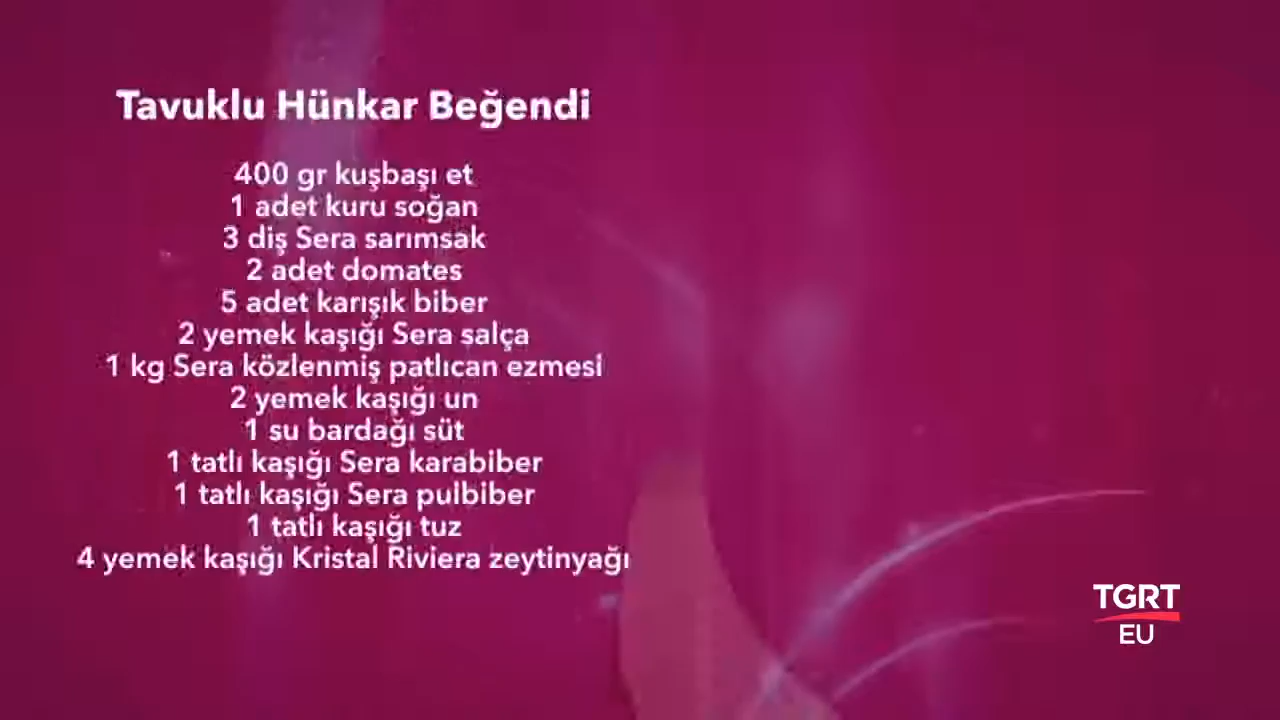 Tavuklu Hünkar Beğendi
400 gr kuşbaşı et
1 adet kuru soğan
3 diş Sera sarımsak
2 adet domates
5 adet karışık biber
2 yemek kaşığı Sera salça
1 kg Sera közlenmiş patlıcan ezmesi
2 yemek kaşığı un
1 su bardağı süt
1 tatlı kaşığı Sera karabiber
1 tatlı kaşığı Sera pulbiber
1 tatlı kaşığı tuz
4 yemek kaşığı Kristal Riviera zeytinyağı
TGRT
EU